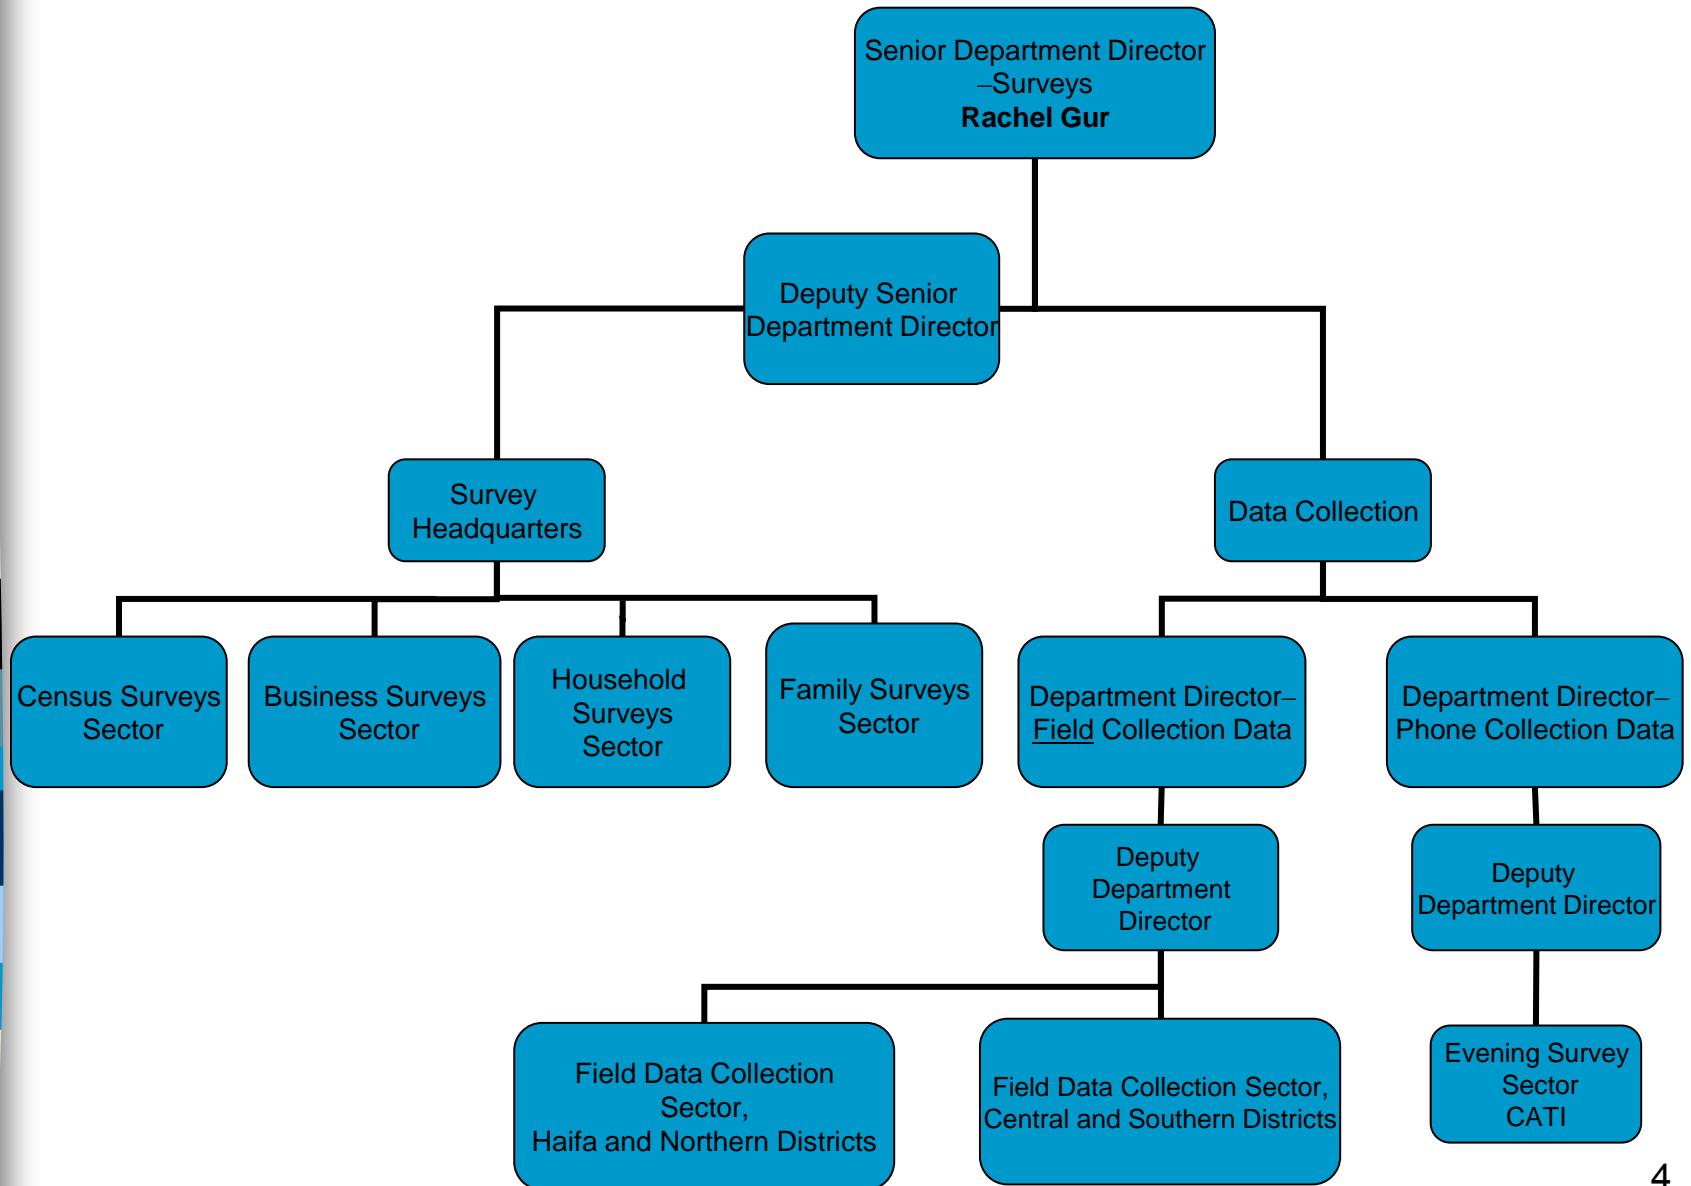 Senior Department Director
–Surveys
Rachel Gur
Deputy Senior
Department Director
Survey
Headquarters
Data Collection
Census Surveys
Sector
Business Surveys
Sector
Household
Surveys
Sector
Family Surveys
Sector
Department Director–
Field Collection Data
Department Director–
Phone Collection Data
Deputy
Department
Director
Deputy
Department Director
Field Data Collection
Sector,
Haifa and Northern Districts
Field Data Collection Sector,
Central and Southern Districts
Evening Survey
Sector
CATI
4